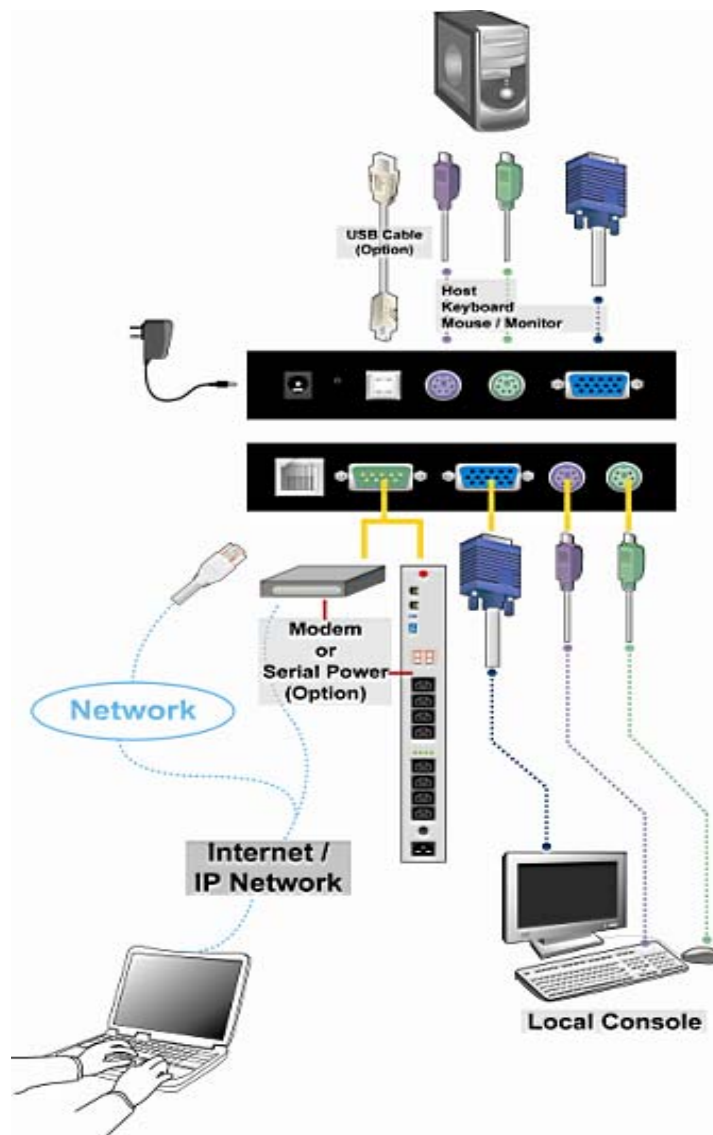 USB Cable
(Option)
Host
Keyboard
Mouse / Monitor
Modem
or
Serial Power
(Option)
Network
Internet /
IP Network
Local Console